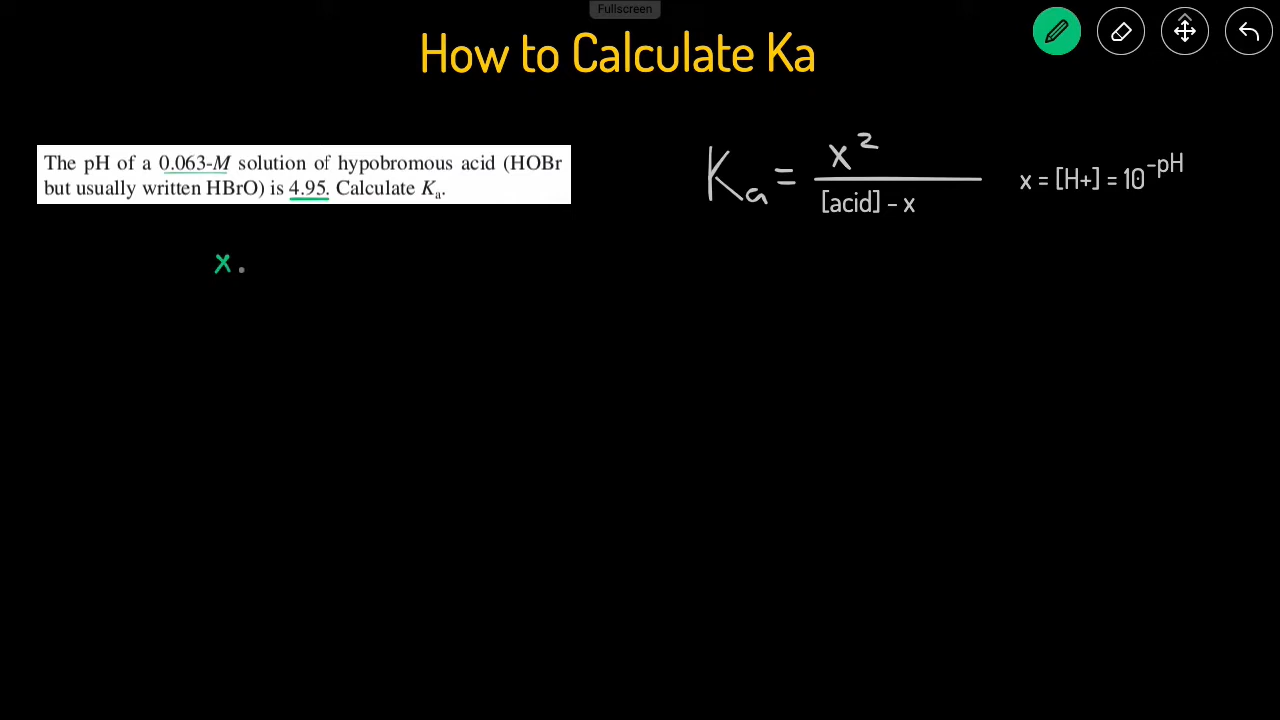 Fullscreen
How to Calculate Ka
The pH of a 0.063-M solution of hypobromous acid (HOBr
but usually written HBrO) is 4.95. Calculate Kₐ.
Ka = x²
[acid] - x
x = [H+] = 10⁻ᵖᴴ
x